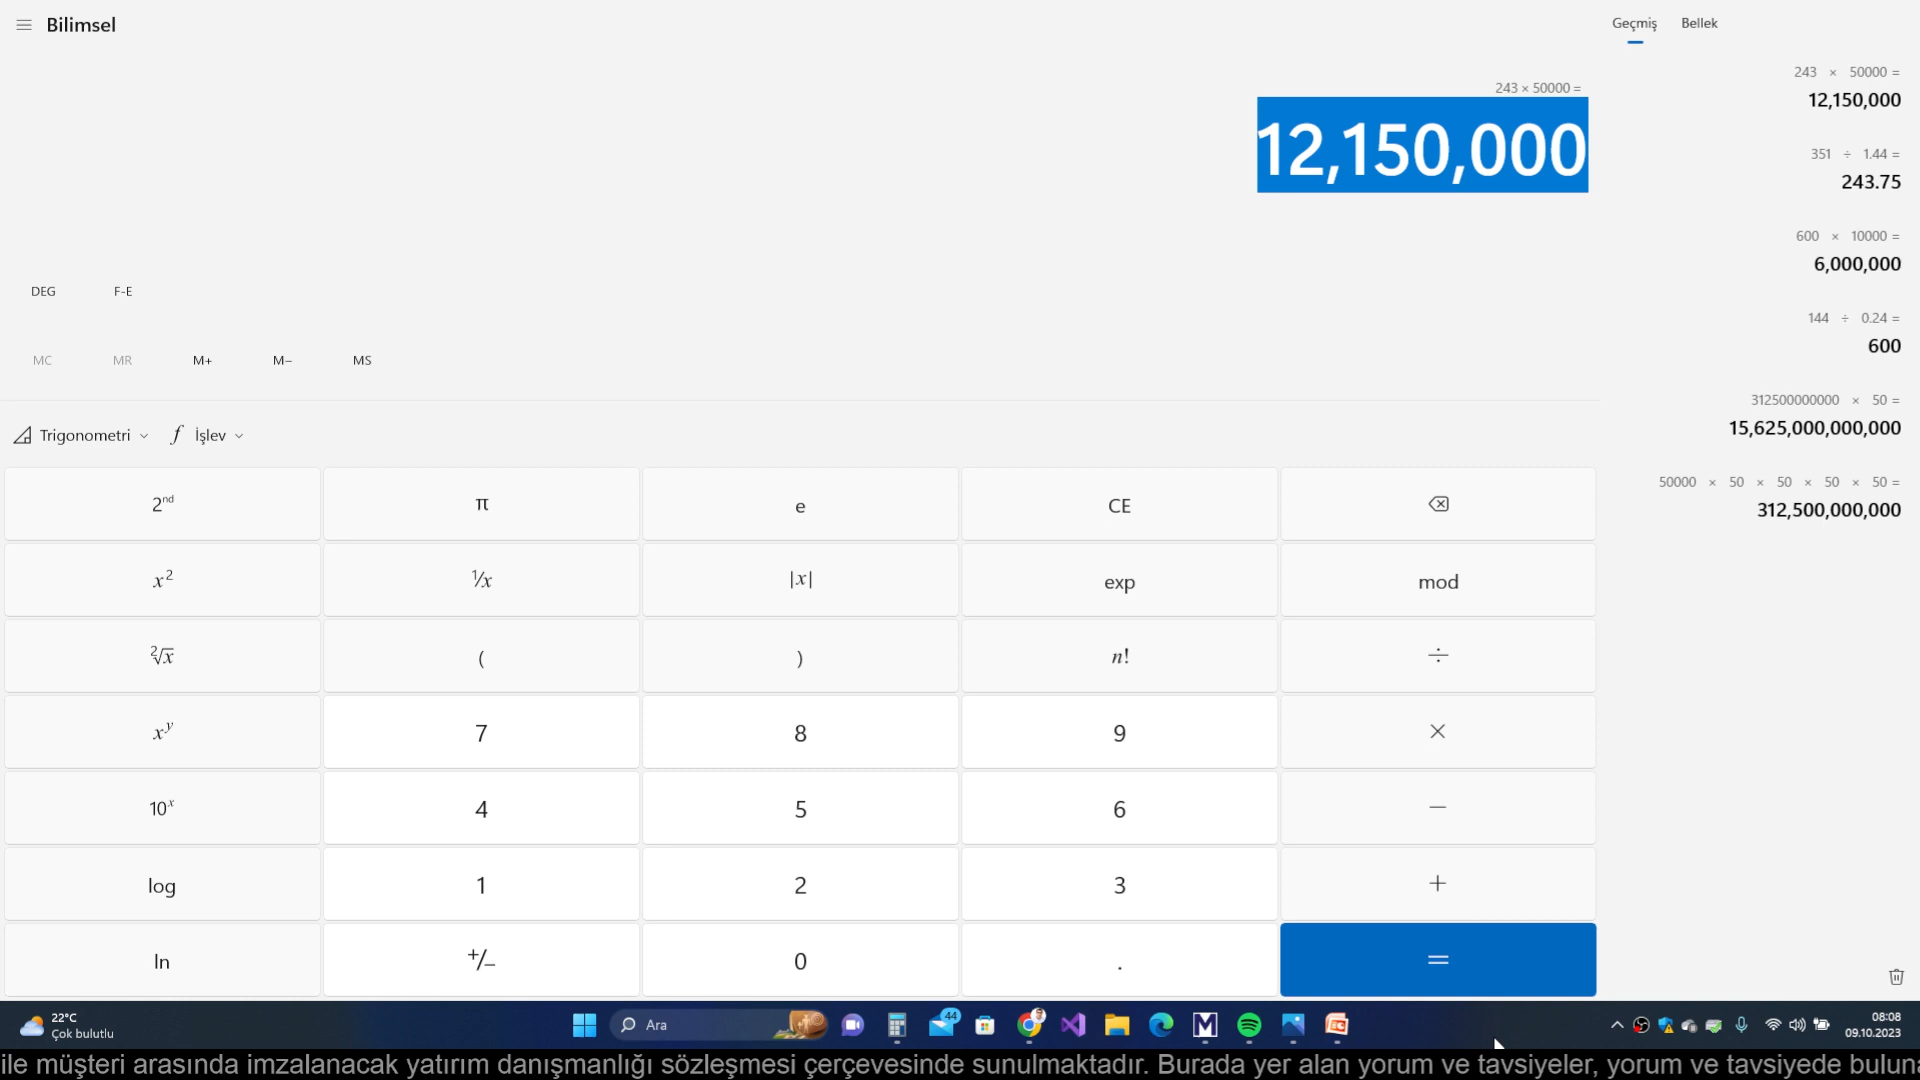 Bilimsel
Geçmiş Bellek
243 × 50000 =
12,150,000
243 × 50000 =
12,150,000
351 ÷ 1.44 =
243.75
600 × 10000 =
6,000,000
144 ÷ 0.24 =
600
312500000000 × 50 =
15,625,000,000,000
50000 × 50 × 50 × 50 × 50 =
312,500,000,000
DEG F-E
MC MR M+ M− MS
Trigonometri f İşlev
2nd π e CE
x2 1/x |x| exp mod
2√x ( ) n! ÷
xy 7 8 9 ×
10x 4 5 6 −
log 1 2 3 +
ln +/− 0 . =
22°C
Çok bulutlu
Ara
44
08:08
09.10.2023
ile müşteri arasında imzalanacak yatırım danışmanlığı sözleşmesi çerçevesinde sunulmaktadır. Burada yer alan yorum ve tavsiyeler, yorum ve tavsiyede